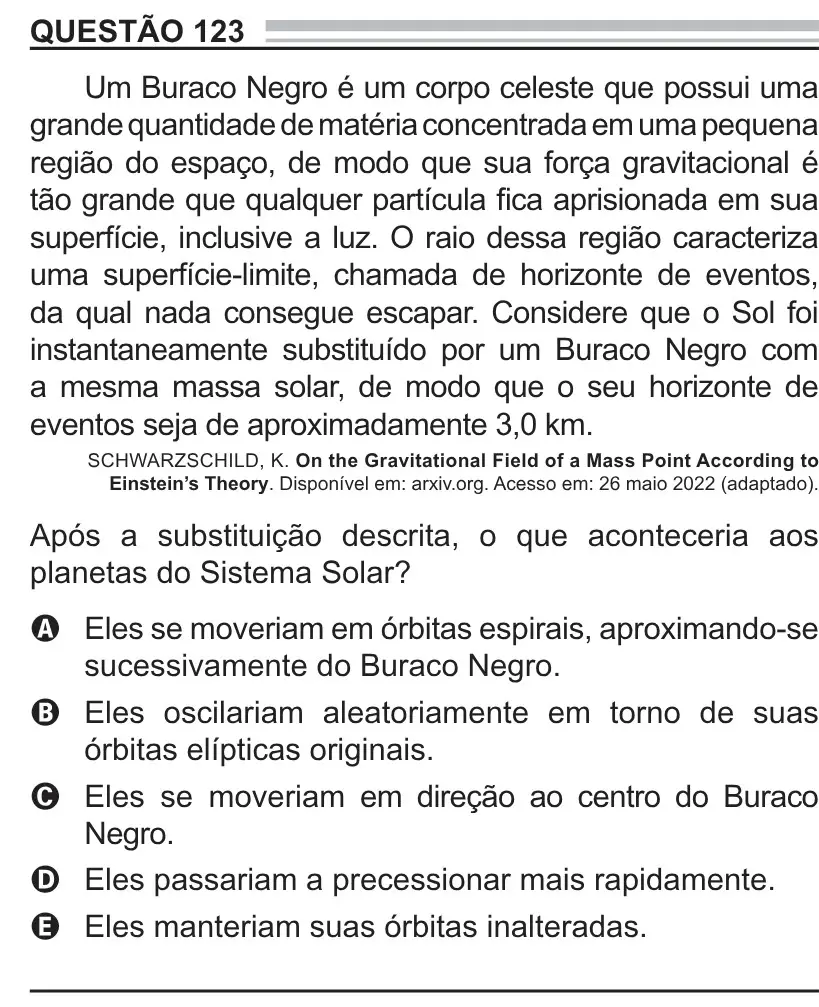 QUESTÃO 123
Um Buraco Negro é um corpo celeste que possui uma
grande quantidade de matéria concentrada em uma pequena
região do espaço, de modo que sua força gravitacional é
tão grande que qualquer partícula fica aprisionada em sua
superfície, inclusive a luz. O raio dessa região caracteriza
uma superfície-limite, chamada de horizonte de eventos,
da qual nada consegue escapar. Considere que o Sol foi
instantaneamente substituído por um Buraco Negro com
a mesma massa solar, de modo que o seu horizonte de
eventos seja de aproximadamente 3,0 km.
SCHWARZSCHILD, K. On the Gravitational Field of a Mass Point According to
Einstein’s Theory. Disponível em: arxiv.org. Acesso em: 26 maio 2022 (adaptado).
Após a substituição descrita, o que aconteceria aos
planetas do Sistema Solar?
A Eles se moveriam em órbitas espirais, aproximando-se
sucessivamente do Buraco Negro.
B Eles oscilariam aleatoriamente em torno de suas
órbitas elípticas originais.
C Eles se moveriam em direção ao centro do Buraco
Negro.
D Eles passariam a precessionar mais rapidamente.
E Eles manteriam suas órbitas inalteradas.